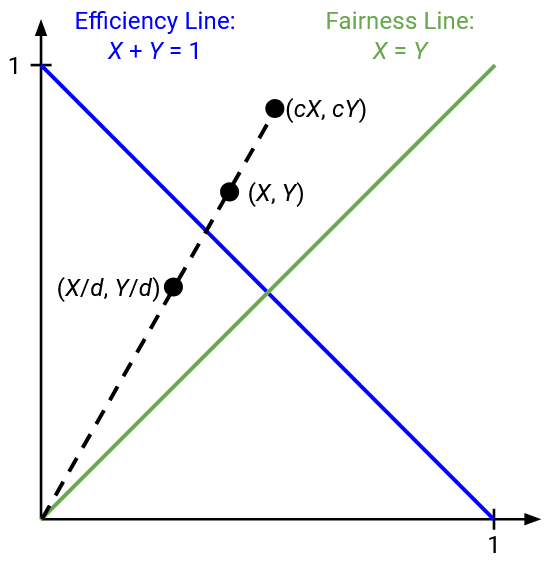 Efficiency Line:
X + Y = 1
Fairness Line:
X = Y
1
(cX, cY)
(X, Y)
(X/d, Y/d)
1